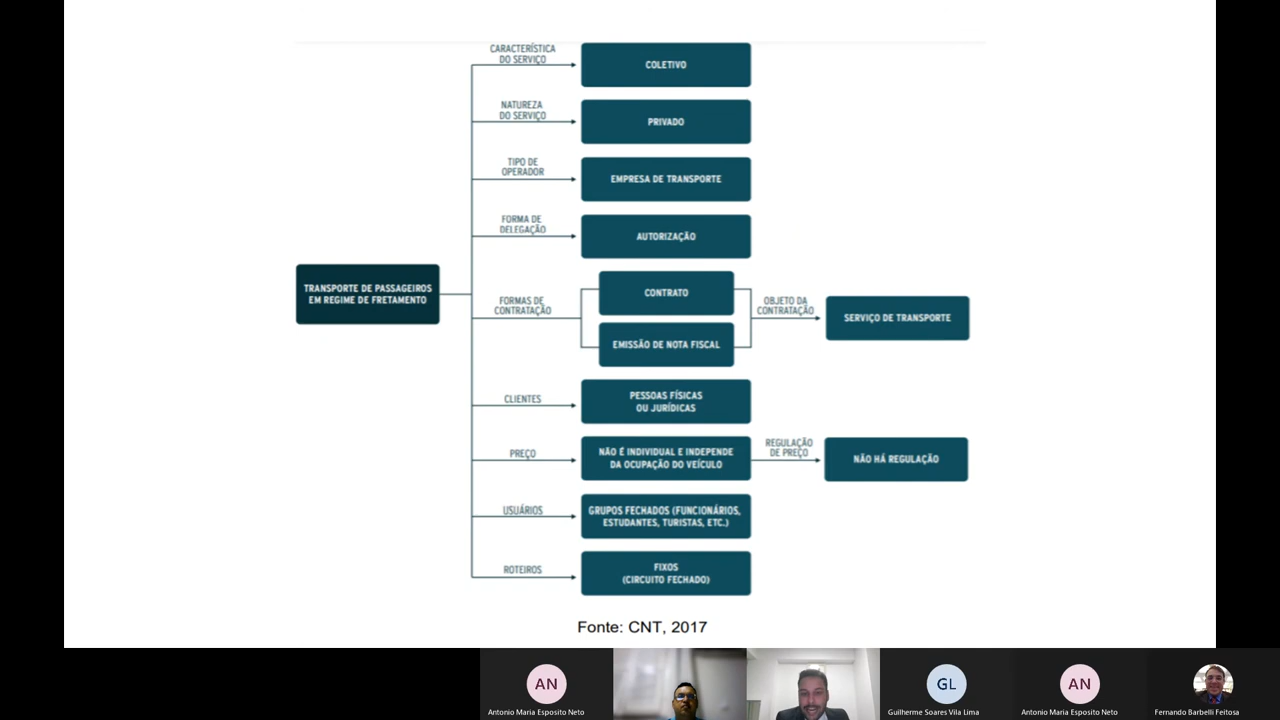 CARACTERÍSTICA
DO SERVIÇO
COLETIVO
NATUREZA
DO SERVIÇO
PRIVADO
TIPO DE
OPERADOR
EMPRESA DE TRANSPORTE
FORMA DE
DELEGAÇÃO
AUTORIZAÇÃO
TRANSPORTE DE PASSAGEIROS
EM REGIME DE FRETAMENTO
FORMAS DE
CONTRATAÇÃO
CONTRATO
EMISSÃO DE NOTA FISCAL
OBJETO DA
CONTRATAÇÃO
SERVIÇO DE TRANSPORTE
CLIENTES
PESSOAS FÍSICAS
OU JURÍDICAS
PREÇO
NÃO É INDIVIDUAL E INDEPENDE
DA OCUPAÇÃO DO VEÍCULO
REGULAÇÃO
DE PREÇO
NÃO HÁ REGULAÇÃO
USUÁRIOS
GRUPOS FECHADOS (FUNCIONÁRIOS,
ESTUDANTES, TURISTAS, ETC.)
ROTEIROS
FIXOS
(CIRCUITO FECHADO)
Fonte: CNT, 2017
AN
Antonio Maria Esposito Neto
GL
Guilherme Soares Vila Lima
AN
Antonio Maria Esposito Neto
Fernando Barbelli Feitosa